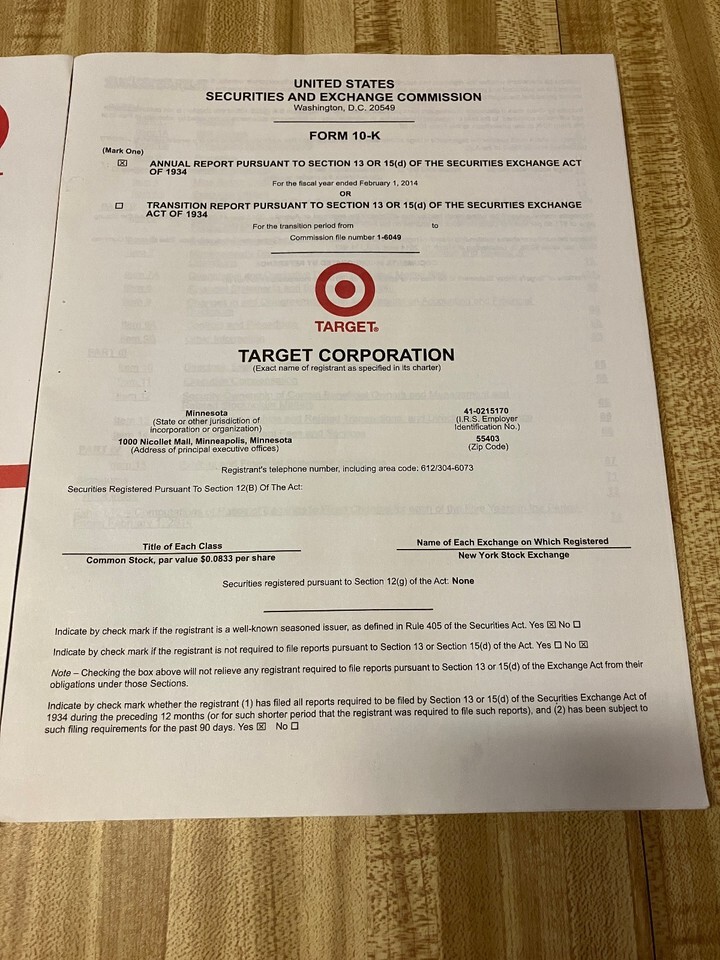 UNITED STATES
SECURITIES AND EXCHANGE COMMISSION
Washington, D.C. 20549
FORM 10-K
(Mark One)
☒ ANNUAL REPORT PURSUANT TO SECTION 13 OR 15(d) OF THE SECURITIES EXCHANGE ACT
OF 1934
For the fiscal year ended February 1, 2014
OR
☐ TRANSITION REPORT PURSUANT TO SECTION 13 OR 15(d) OF THE SECURITIES EXCHANGE
ACT OF 1934
For the transition period from to
Commission file number 1-6049
TARGET®
TARGET CORPORATION
(Exact name of registrant as specified in its charter)
Minnesota
(State or other jurisdiction of
incorporation or organization)
41-0215170
(I.R.S. Employer
Identification No.)
1000 Nicollet Mall, Minneapolis, Minnesota
(Address of principal executive offices)
55403
(Zip Code)
Registrant's telephone number, including area code: 612/304-6073
Securities Registered Pursuant To Section 12(B) Of The Act:
Title of Each Class
Common Stock, par value $0.0833 per share
Name of Each Exchange on Which Registered
New York Stock Exchange
Securities registered pursuant to Section 12(g) of the Act: None
Indicate by check mark if the registrant is a well-known seasoned issuer, as defined in Rule 405 of the Securities Act. Yes ☒ No ☐
Indicate by check mark if the registrant is not required to file reports pursuant to Section 13 or Section 15(d) of the Act. Yes ☐ No ☒
Note – Checking the box above will not relieve any registrant required to file reports pursuant to Section 13 or 15(d) of the Exchange Act from their
obligations under those Sections.
Indicate by check mark whether the registrant (1) has filed all reports required to be filed by Section 13 or 15(d) of the Securities Exchange Act of
1934 during the preceding 12 months (or for such shorter period that the registrant was required to file such reports), and (2) has been subject to
such filing requirements for the past 90 days. Yes ☒ No ☐